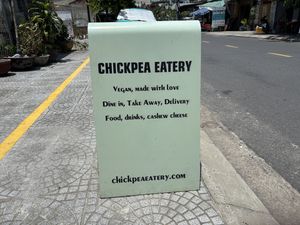 CHICKPEA EATERY
Vegan, made with love
Dine in, Take Away, Delivery
Food, drinks, cashew cheese
chickpeaeatery.com